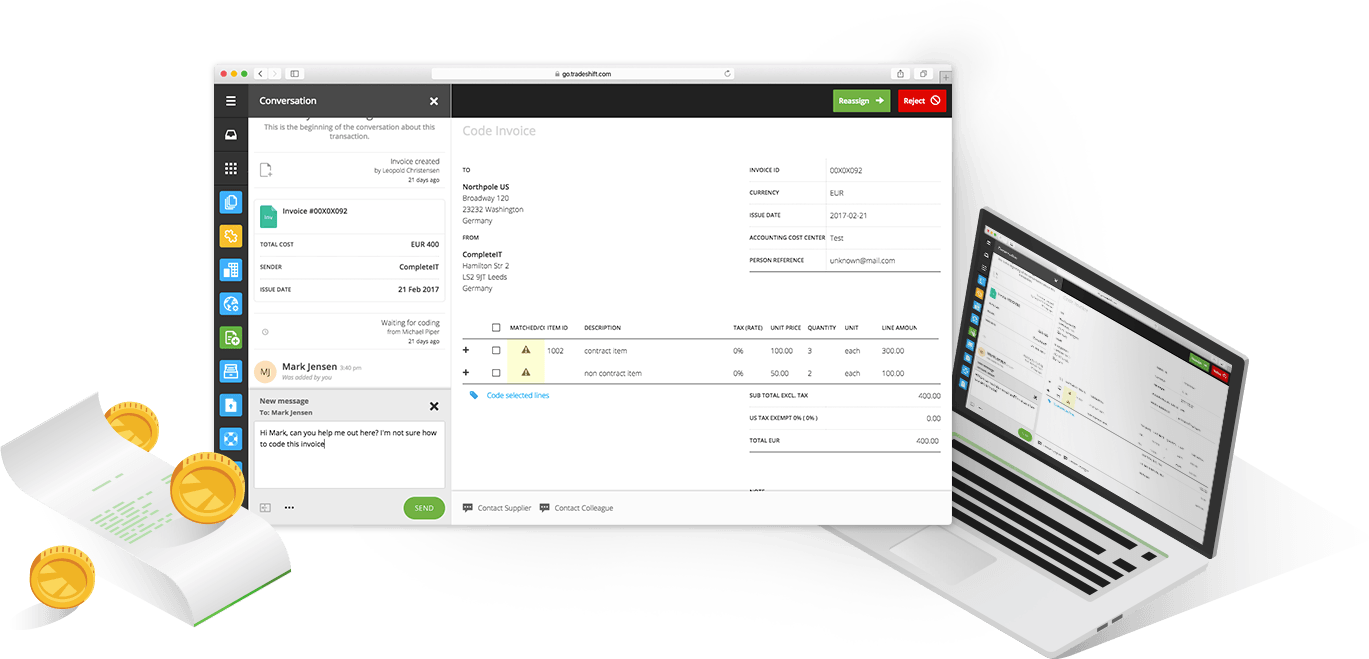 go.tradeshift.com
Conversation
Reassign
Reject
This is the beginning of the conversation about this
transaction.
Invoice created
by Leopold Christensen
21 days ago
Inv
Invoice #00X0X092
TOTAL COST EUR 400
SENDER CompleteIT
ISSUE DATE 21 Feb 2017
Waiting for coding
from Michael Piper
21 days ago
MJ
Mark Jensen 3:40 pm
Was added by you
New message
To: Mark Jensen
Hi Mark, can you help me out here? I'm not sure how
to code this invoice
SEND
Code Invoice
TO
Northpole US
Broadway 120
23232 Washington
Germany
FROM
CompleteIT
Hamilton Str 2
LS2 9JT Leeds
Germany
INVOICE ID 00X0X092
CURRENCY EUR
ISSUE DATE 2017-02-21
ACCOUNTING COST CENTER Test
PERSON REFERENCE unknown@mail.com
MATCHED/CO ITEM ID DESCRIPTION TAX (RATE) UNIT PRICE QUANTITY UNIT LINE AMOUN
1002 contract item 0% 100.00 3 each 300.00
non contract item 0% 50.00 2 each 100.00
Code selected lines
SUB TOTAL EXCL. TAX 400.00
US TAX EXEMPT 0% ( 0% ) 0.00
TOTAL EUR 400.00
Contact Supplier Contact Colleague